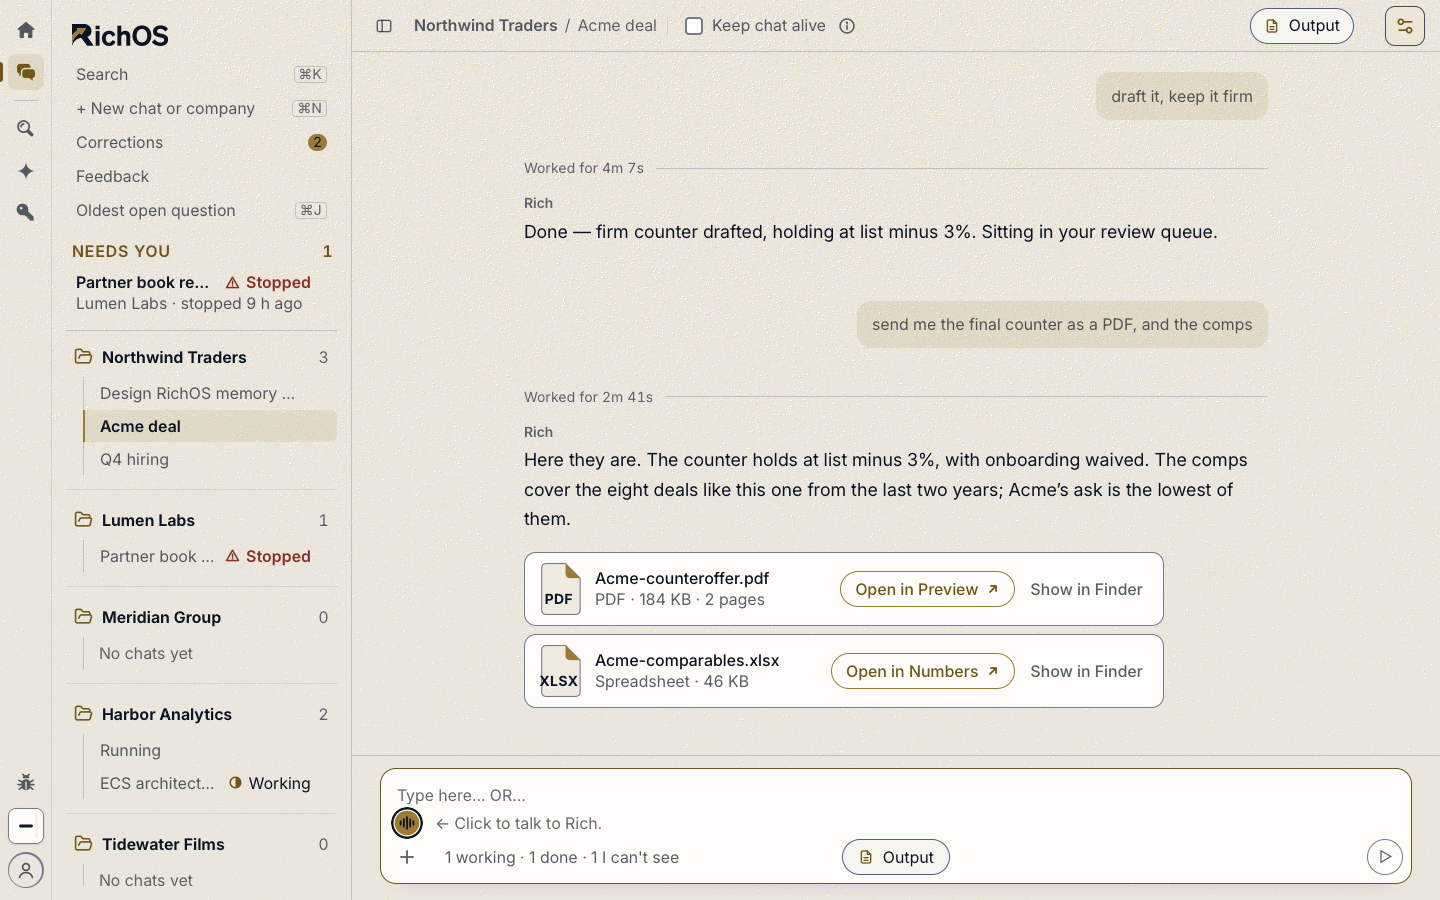 RichOS
Search ⌘K
+ New chat or company ⌘N
Corrections 2
Feedback
Oldest open question ⌘J
NEEDS YOU 1
Partner book re... Stopped
Lumen Labs · stopped 9 h ago
Northwind Traders 3
Design RichOS memory ...
Acme deal
Q4 hiring
Lumen Labs 1
Partner book ... Stopped
Meridian Group 0
No chats yet
Harbor Analytics 2
Running
ECS architect... Working
Tidewater Films 0
No chats yet
Northwind Traders / Acme deal Keep chat alive Output
draft it, keep it firm
Worked for 4m 7s
Rich
Done — firm counter drafted, holding at list minus 3%. Sitting in your review queue.
send me the final counter as a PDF, and the comps
Worked for 2m 41s
Rich
Here they are. The counter holds at list minus 3%, with onboarding waived. The comps
cover the eight deals like this one from the last two years; Acme's ask is the lowest of
them.
PDF
Acme-counteroffer.pdf
PDF · 184 KB · 2 pages
Open in Preview ↗ Show in Finder
XLSX
Acme-comparables.xlsx
Spreadsheet · 46 KB
Open in Numbers ↗ Show in Finder
Type here... OR...
← Click to talk to Rich.
1 working · 1 done · 1 I can't see Output